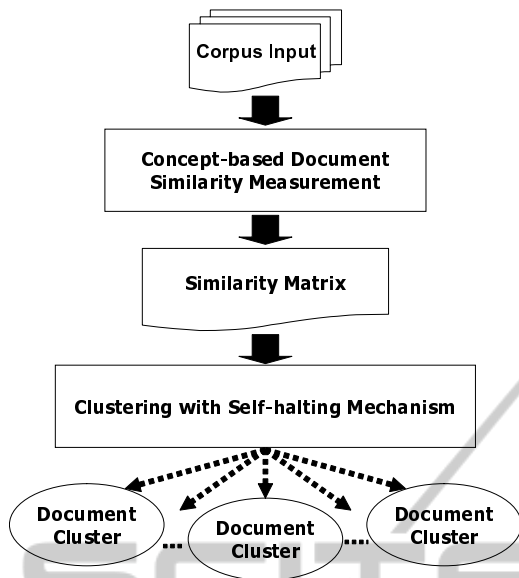 Corpus Input
Concept-based Document
Similarity Measurement
Similarity Matrix
Clustering with Self-halting Mechanism
Document
Cluster
Document
Cluster
Document
Cluster